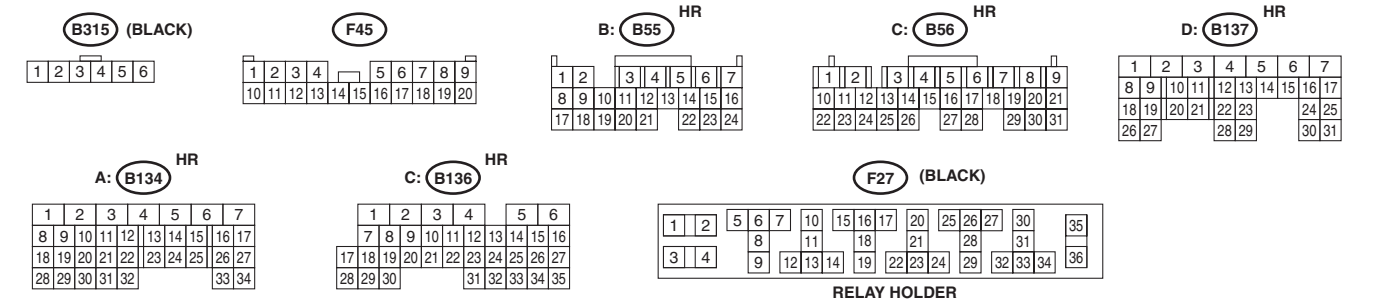 B315 (BLACK)
1 2 3 4 5 6
F45
1 2 3 4 5 6 7 8 9
10 11 12 13 14 15 16 17 18 19 20
HR
B: B55
1 2 3 4 5 6 7
8 9 10 11 12 13 14 15 16
17 18 19 20 21 22 23 24
HR
C: B56
1 2 3 4 5 6 7 8 9
10 11 12 13 14 15 16 17 18 19 20 21
22 23 24 25 26 27 28 29 30 31
HR
D: B137
1 2 3 4 5 6 7
8 9 10 11 12 13 14 15 16 17
18 19 20 21 22 23 24 25
26 27 28 29 30 31
HR
A: B134
1 2 3 4 5 6 7
8 9 10 11 12 13 14 15 16 17
18 19 20 21 22 23 24 25 26 27
28 29 30 31 32 33 34
HR
C: B136
1 2 3 4 5 6
7 8 9 10 11 12 13 14 15 16
17 18 19 20 21 22 23 24 25 26 27
28 29 30 31 32 33 34 35
F27 (BLACK)
1 2 5 6 7 10 15 16 17 20 25 26 27 30 35
8 11 18 21 28 31
3 4 9 12 13 14 19 22 23 24 29 32 33 34 36
RELAY HOLDER